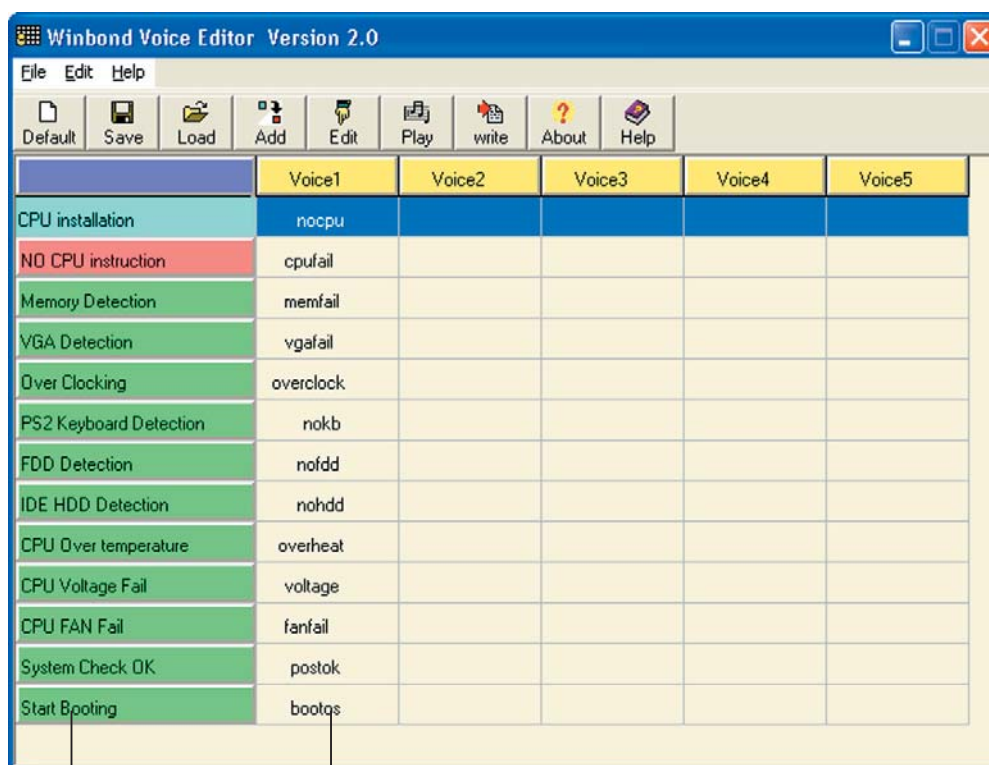 Winbond Voice Editor Version 2.0
File Edit Help
Default Save Load Add Edit Play write About Help
Voice1 Voice2 Voice3 Voice4 Voice5
CPU installation nocpu
NO CPU instruction cpufail
Memory Detection memfail
VGA Detection vgafail
Over Clocking overclock
PS2 Keyboard Detection nokb
FDD Detection nofdd
IDE HDD Detection nohdd
CPU Over temperature overheat
CPU Voltage Fail voltage
CPU FAN Fail fanfail
System Check OK postok
Start Booting bootos